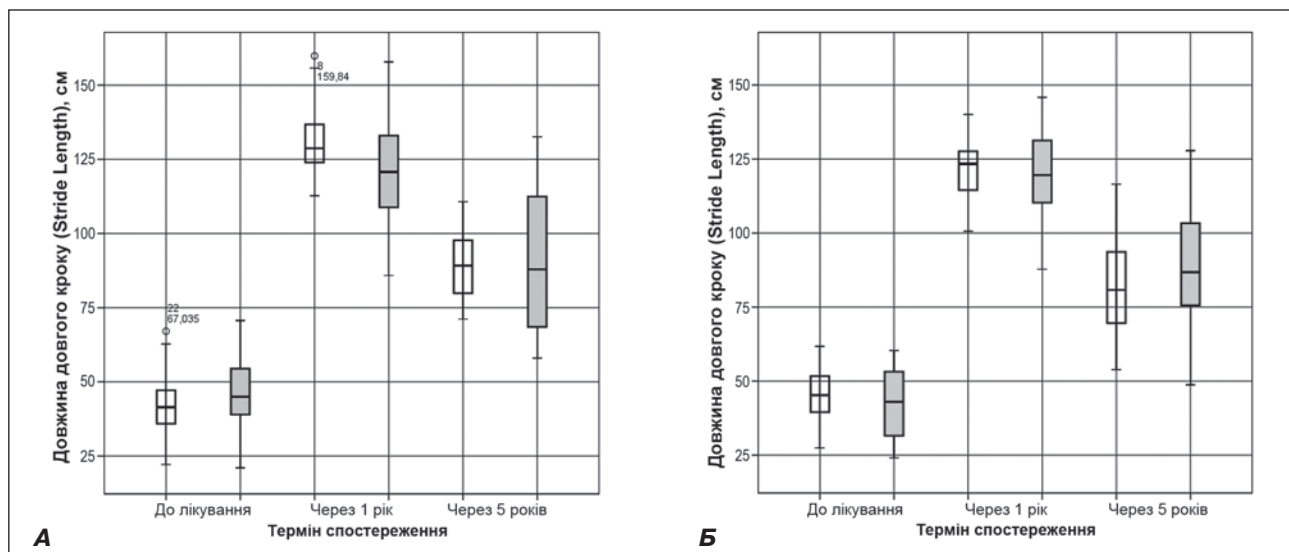 Довжина довгого кроку (Stride Length), см
150
125
100
75
50
25
8
159,84
22
67,035
До лікування
Через 1 рік
Через 5 років
Термін спостереження
А
Довжина довгого кроку (Stride Length), см
150
125
100
75
50
25
До лікування
Через 1 рік
Через 5 років
Термін спостереження
Б